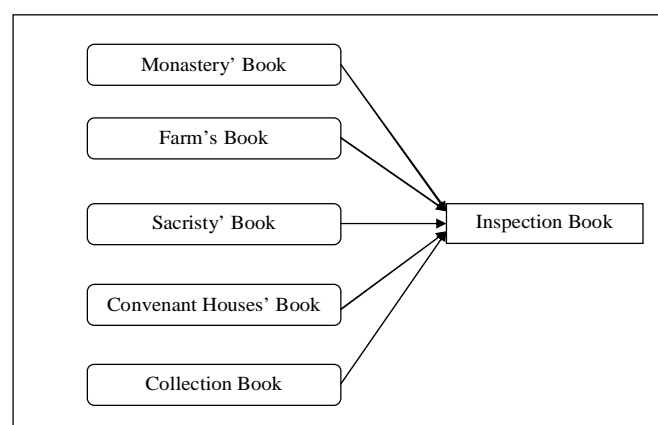 Monastery' Book
Farm's Book
Sacristy' Book
Inspection Book
Convenant Houses' Book
Collection Book